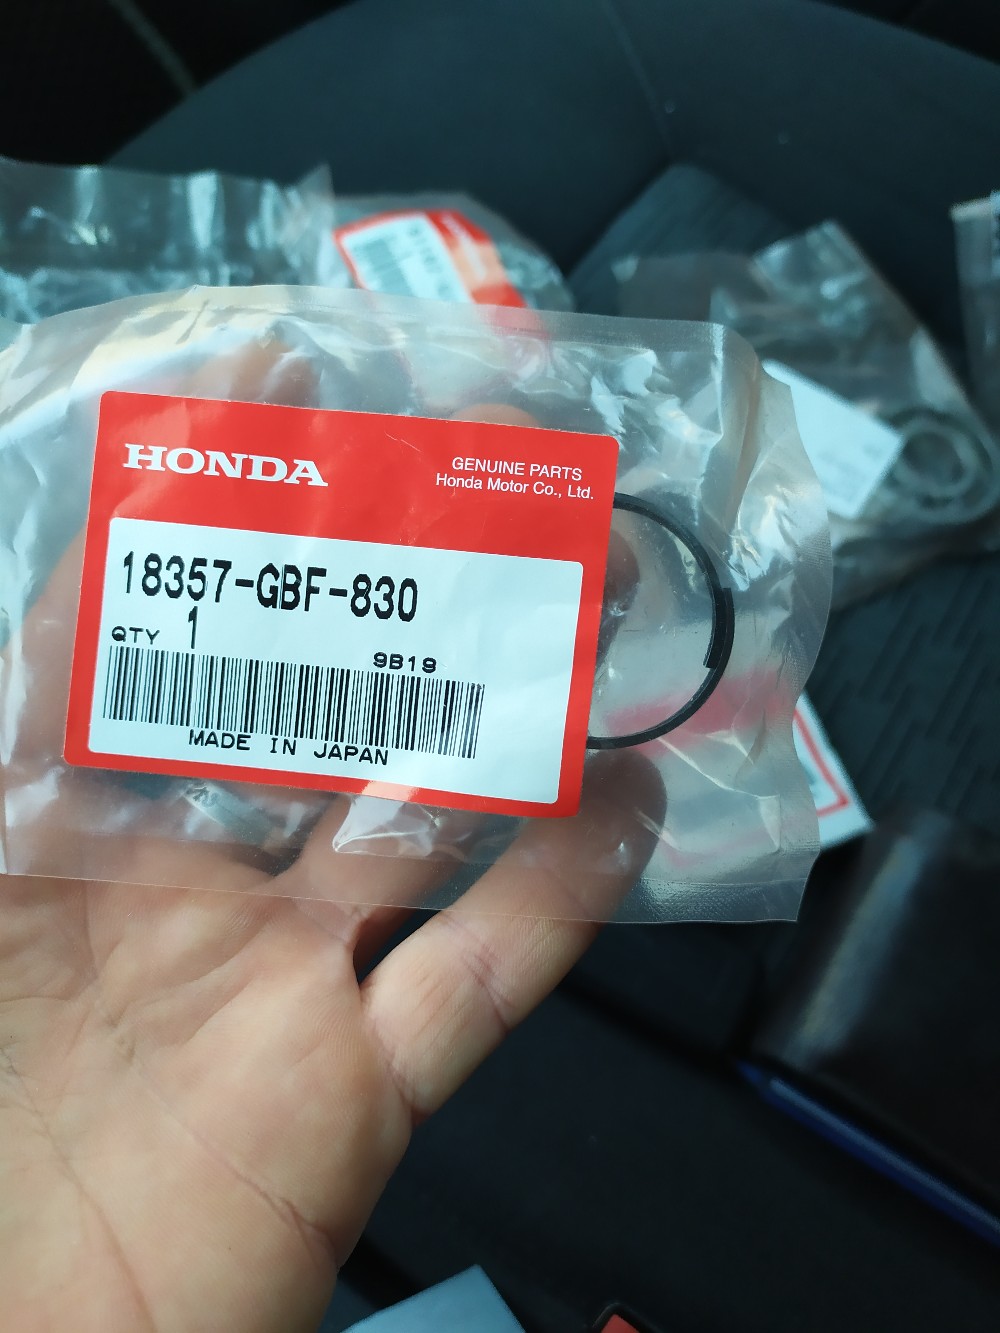 HONDA
GENUINE PARTS
Honda Motor Co., Ltd.
18357-GBF-830
QTY 1
9B19
MADE IN JAPAN